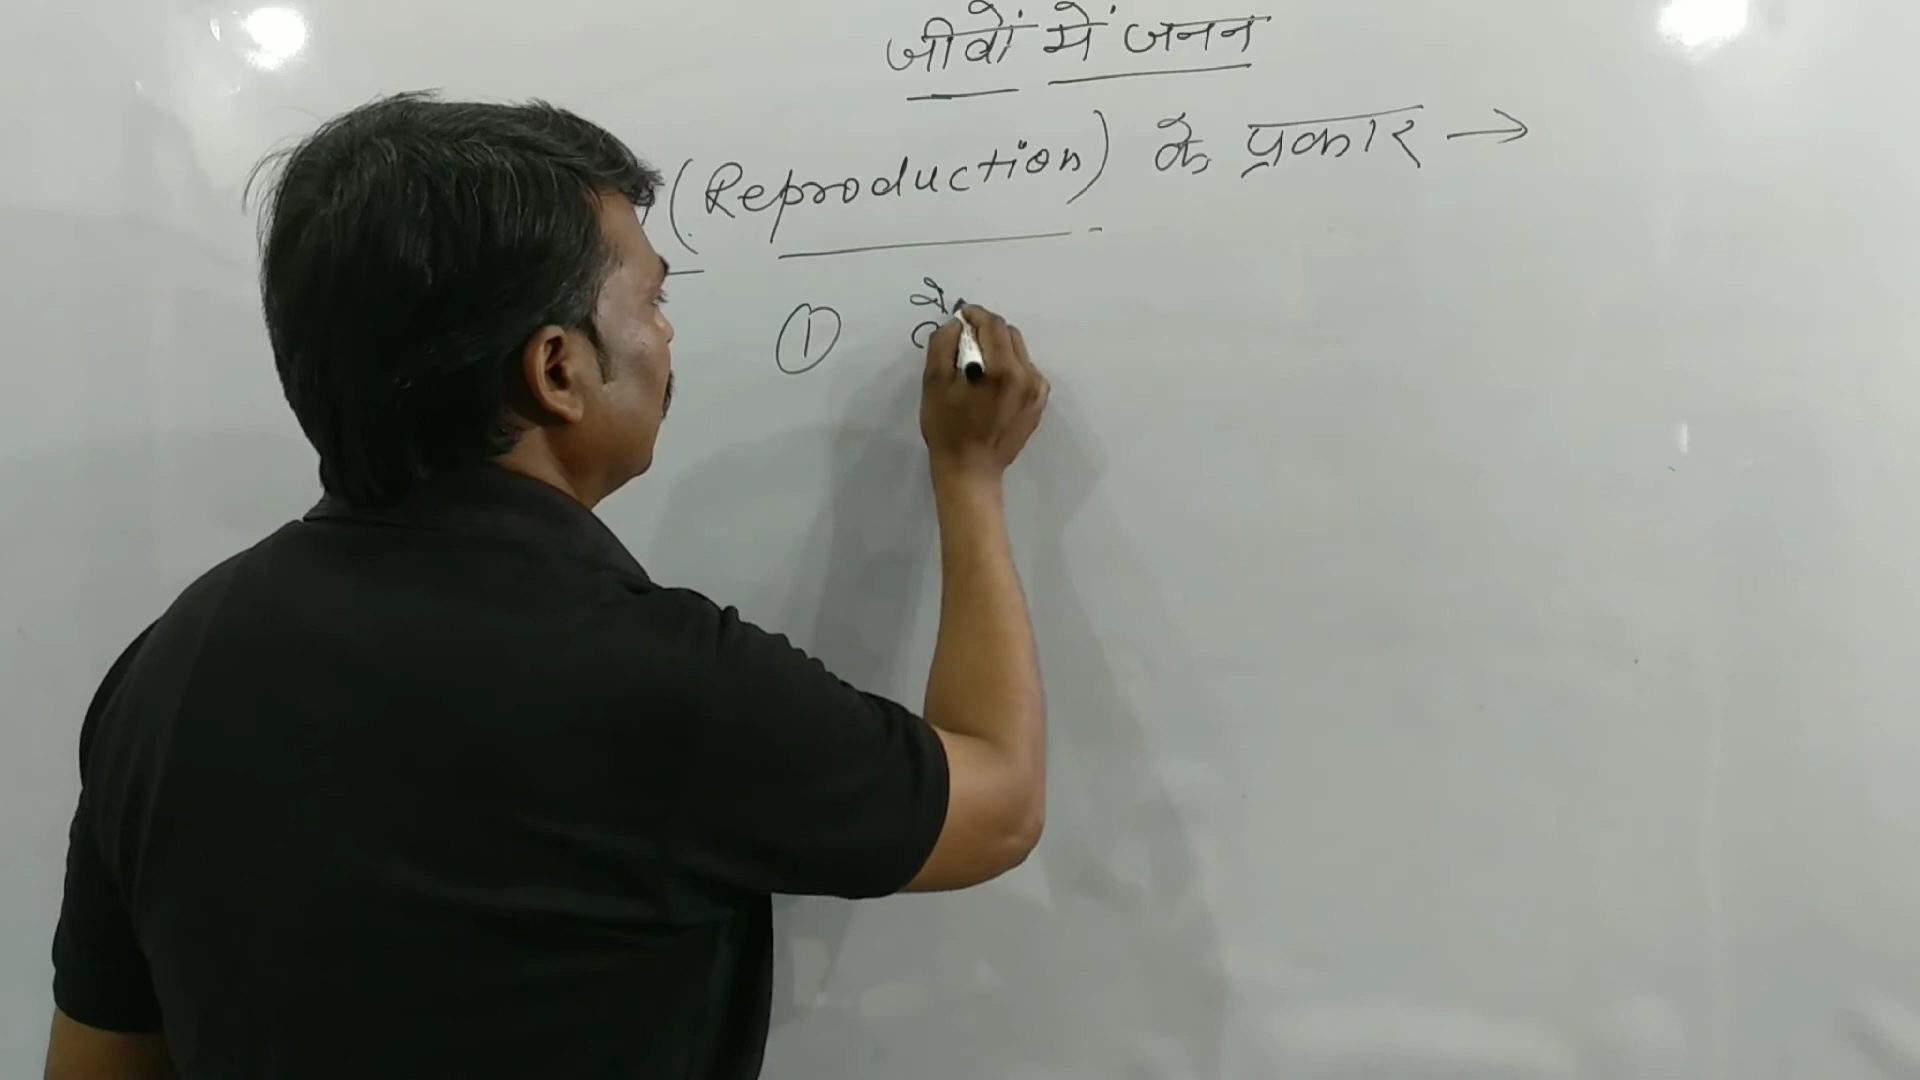 जीवों में जनन
(Reproduction) के प्रकार →
①